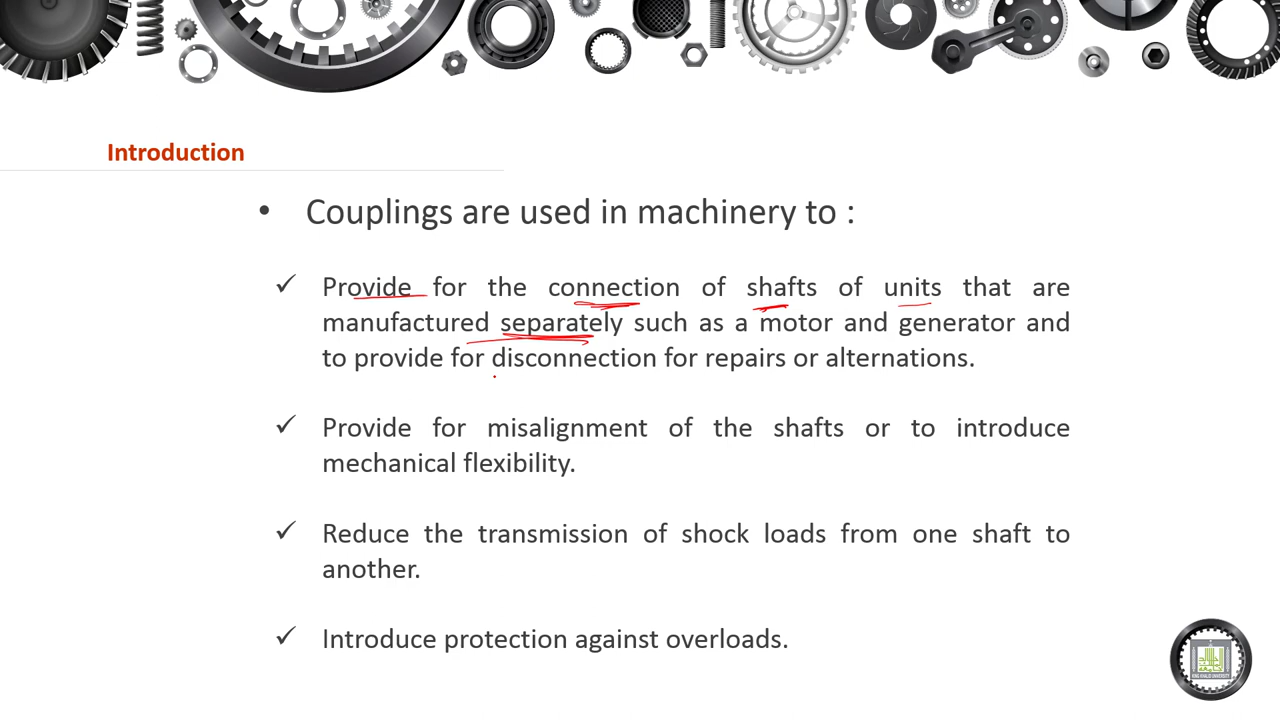 Introduction
• Couplings are used in machinery to :
✓ Provide for the connection of shafts of units that are
manufactured separately such as a motor and generator and
to provide for disconnection for repairs or alternations.
✓ Provide for misalignment of the shafts or to introduce
mechanical flexibility.
✓ Reduce the transmission of shock loads from one shaft to
another.
✓ Introduce protection against overloads.
KING KHALID UNIVERSITY